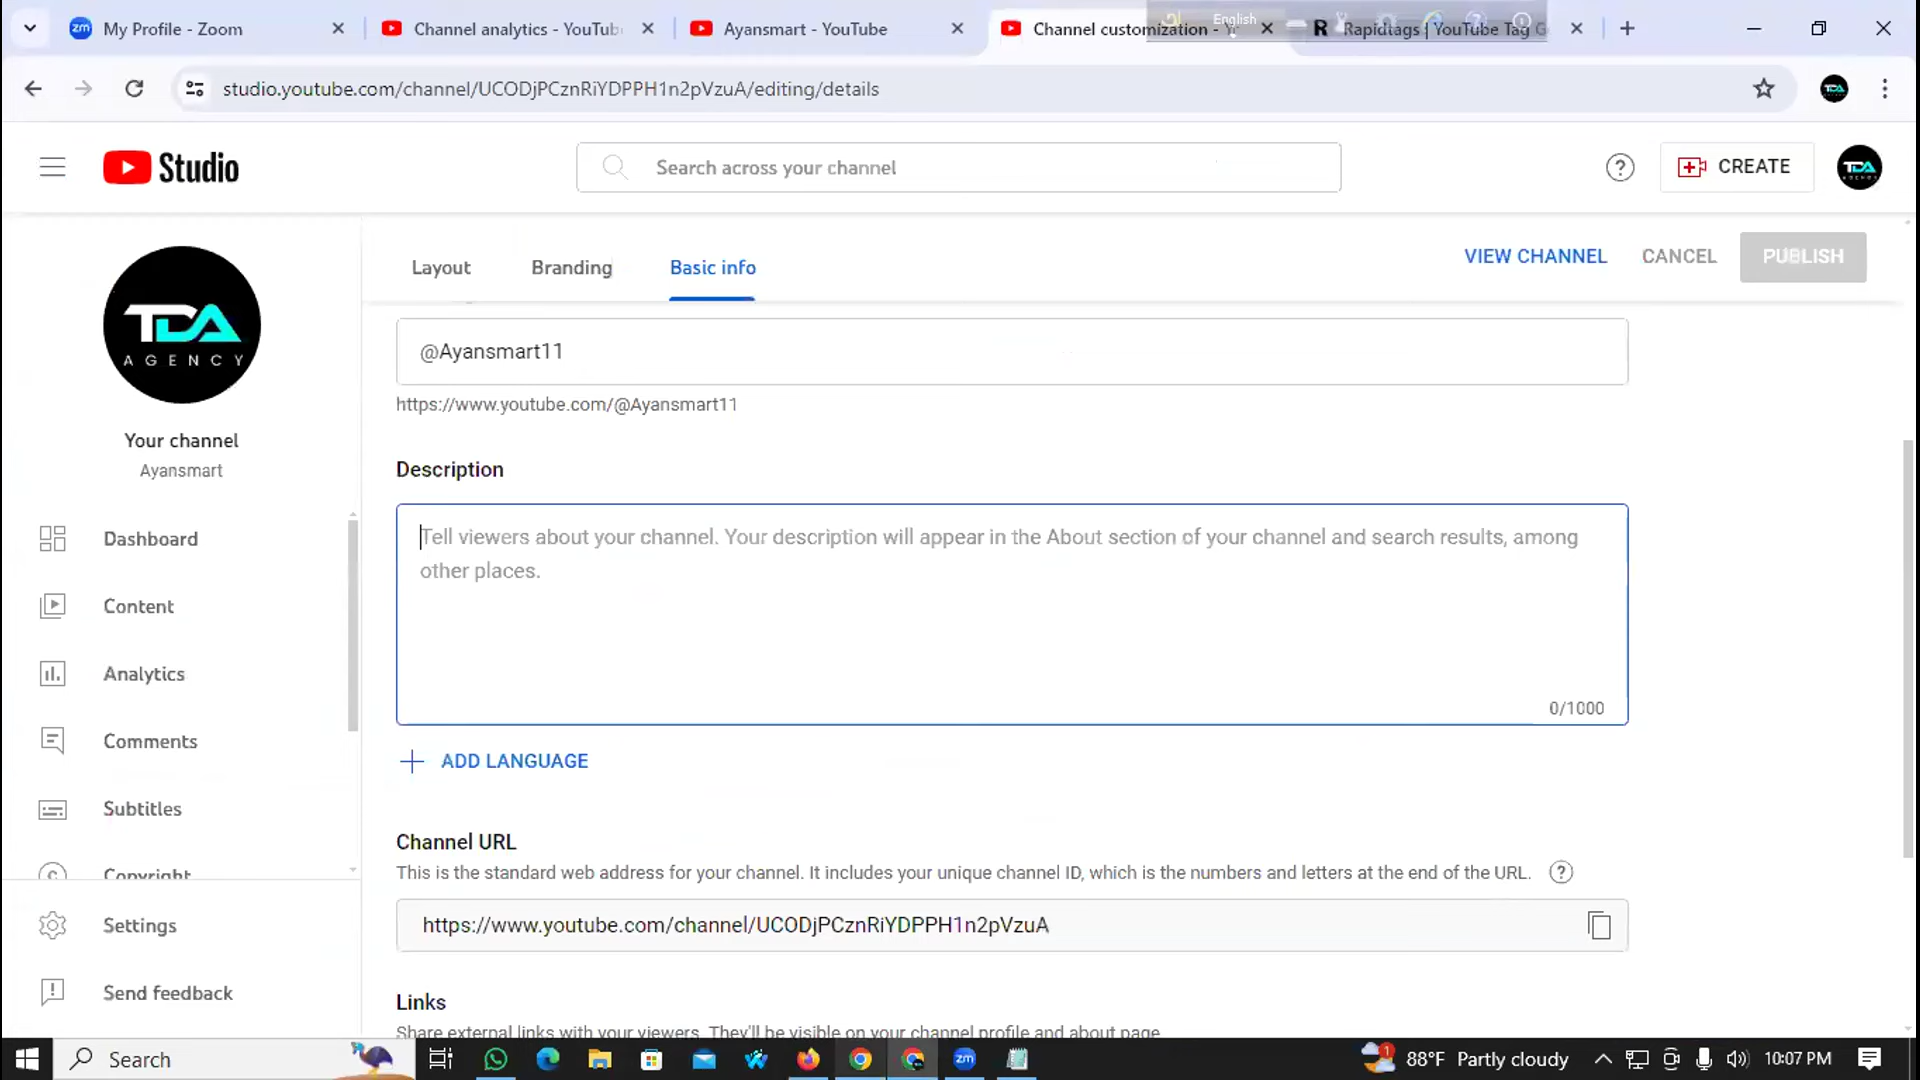 My Profile - Zoom
Channel analytics - YouTub
Ayansmart - YouTube
Channel customization - Y
English
Rapidtags | YouTube Tag G
studio.youtube.com/channel/UCODjPCznRiYDPPH1n2pVzuA/editing/details
Studio
Search across your channel
CREATE
TDA
AGENCY
Your channel
Ayansmart
Dashboard
Content
Analytics
Comments
Subtitles
Copyright
Settings
Send feedback
Layout
Branding
Basic info
VIEW CHANNEL
CANCEL
PUBLISH
@Ayansmart11
https://www.youtube.com/@Ayansmart11
Description
Tell viewers about your channel. Your description will appear in the About section of your channel and search results, among
other places.
0/1000
ADD LANGUAGE
Channel URL
This is the standard web address for your channel. It includes your unique channel ID, which is the numbers and letters at the end of the URL.
https://www.youtube.com/channel/UCODjPCznRiYDPPH1n2pVzuA
Links
Share external links with your viewers. They'll be visible on your channel profile and about page
Search
88°F Partly cloudy
10:07 PM